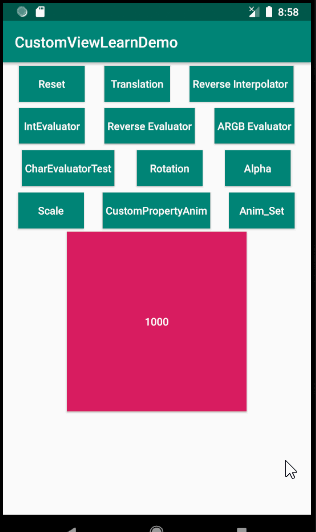 8:58
CustomViewLearnDemo
Reset Translation Reverse Interpolator
IntEvaluator Reverse Evaluator ARGB Evaluator
CharEvaluatorTest Rotation Alpha
Scale CustomPropertyAnim Anim_Set
1000